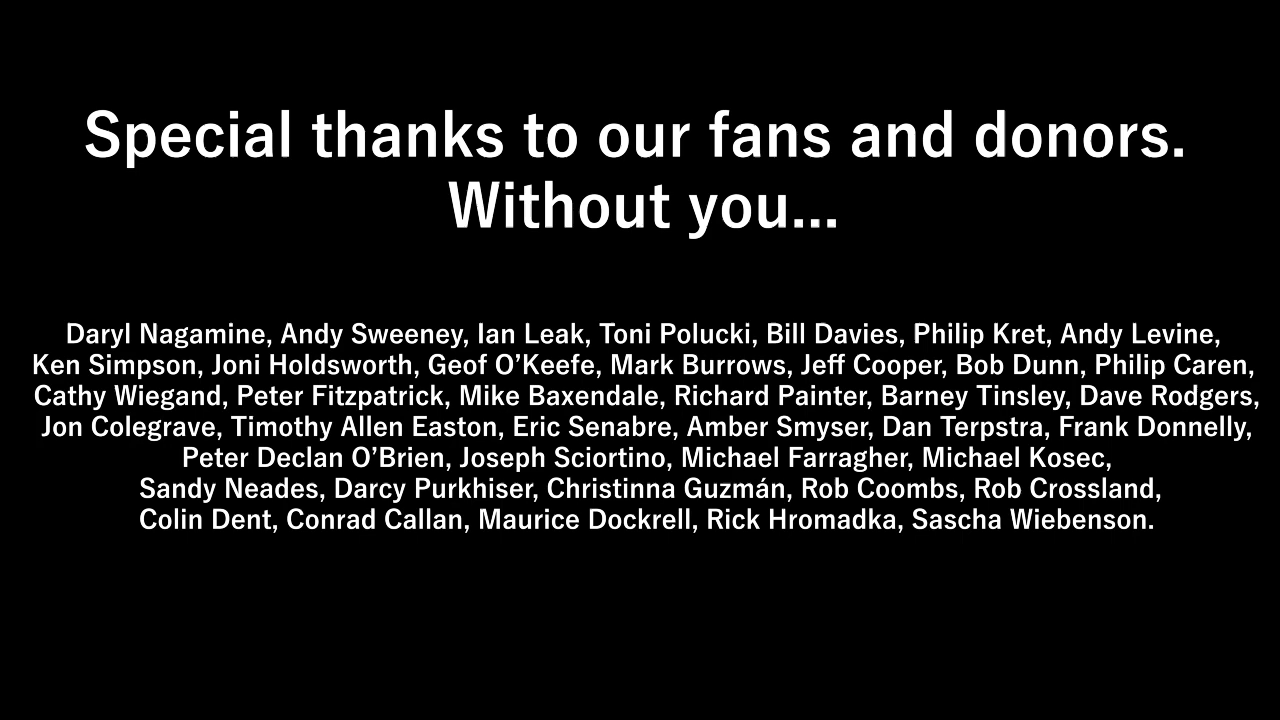 Special thanks to our fans and donors.
Without you...
Daryl Nagamine, Andy Sweeney, Ian Leak, Toni Polucki, Bill Davies, Philip Kret, Andy Levine,
Ken Simpson, Joni Holdsworth, Geof O’Keefe, Mark Burrows, Jeff Cooper, Bob Dunn, Philip Caren,
Cathy Wiegand, Peter Fitzpatrick, Mike Baxendale, Richard Painter, Barney Tinsley, Dave Rodgers,
Jon Colegrave, Timothy Allen Easton, Eric Senabre, Amber Smyser, Dan Terpstra, Frank Donnelly,
Peter Declan O’Brien, Joseph Sciortino, Michael Farragher, Michael Kosec,
Sandy Neades, Darcy Purkhiser, Christinna Guzmán, Rob Coombs, Rob Crossland,
Colin Dent, Conrad Callan, Maurice Dockrell, Rick Hromadka, Sascha Wiebenson.